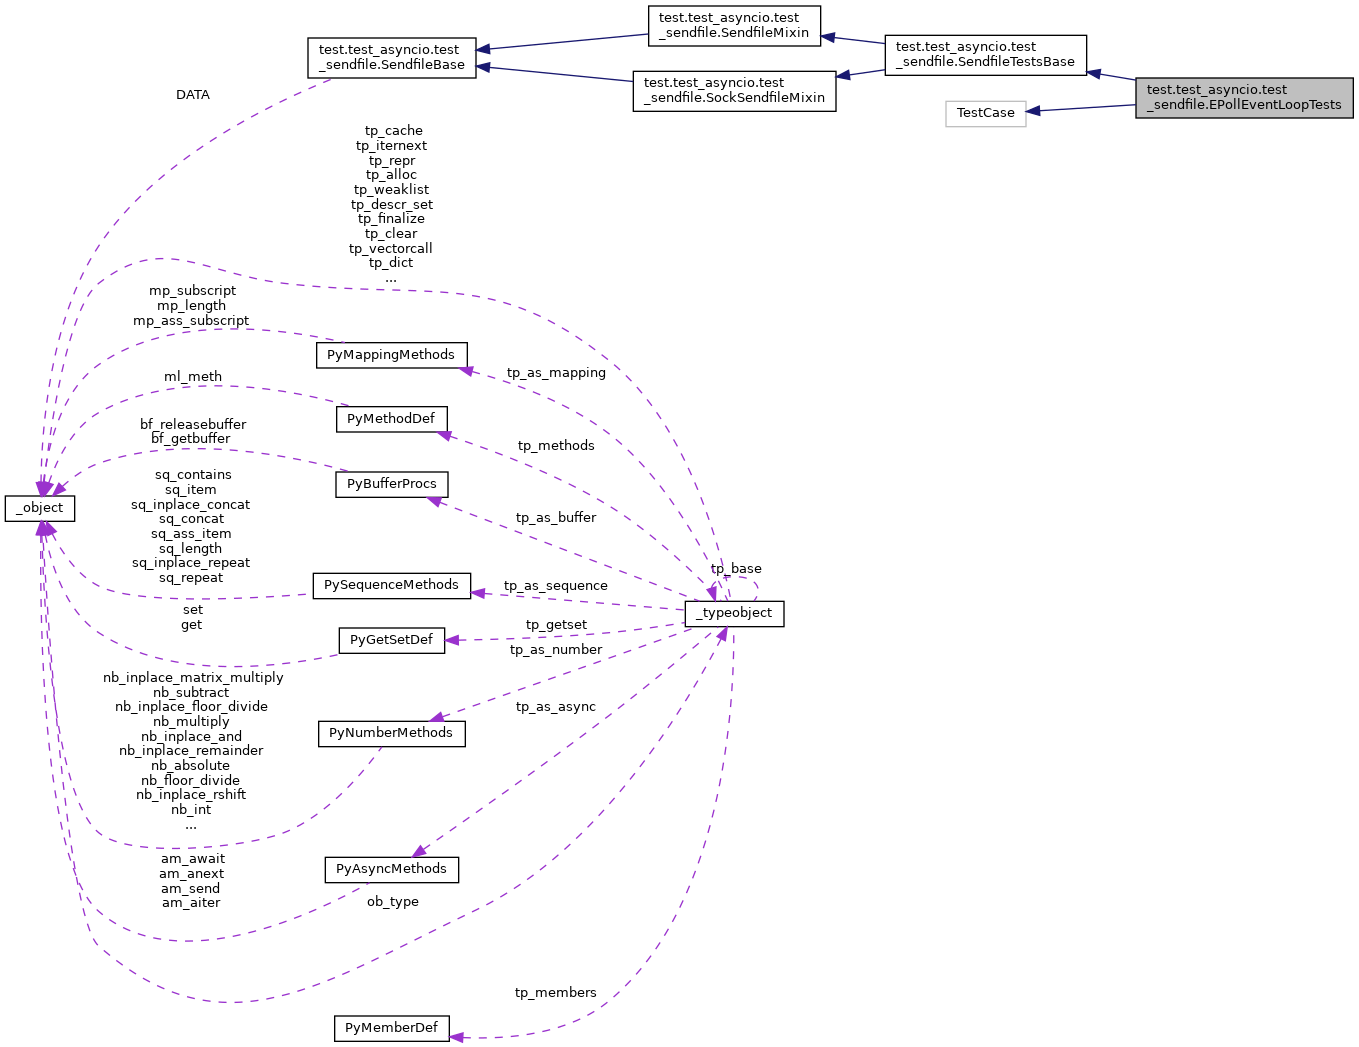 test.test_asyncio.test
_sendfile.SendfileMixin
test.test_asyncio.test
_sendfile.SendfileBase
test.test_asyncio.test
_sendfile.SendfileTestsBase
test.test_asyncio.test
_sendfile.SockSendfileMixin
test.test_asyncio.test
_sendfile.EPollEventLoopTests
TestCase
DATA
tp_cache
tp_iternext
tp_repr
tp_alloc
tp_weaklist
tp_descr_set
tp_finalize
tp_clear
tp_vectorcall
tp_dict
...
mp_subscript
mp_length
mp_ass_subscript
PyMappingMethods
tp_as_mapping
ml_meth
PyMethodDef
tp_methods
bf_releasebuffer
bf_getbuffer
PyBufferProcs
tp_as_buffer
_object
sq_contains
sq_item
sq_inplace_concat
sq_concat
sq_ass_item
sq_length
sq_inplace_repeat
sq_repeat
PySequenceMethods
tp_as_sequence
tp_base
_typeobject
set
get
PyGetSetDef
tp_getset
tp_as_number
nb_inplace_matrix_multiply
nb_subtract
nb_inplace_floor_divide
nb_multiply
nb_inplace_and
nb_inplace_remainder
nb_absolute
nb_floor_divide
nb_inplace_rshift
nb_int
...
PyNumberMethods
tp_as_async
am_await
am_anext
am_send
am_aiter
PyAsyncMethods
ob_type
tp_members
PyMemberDef